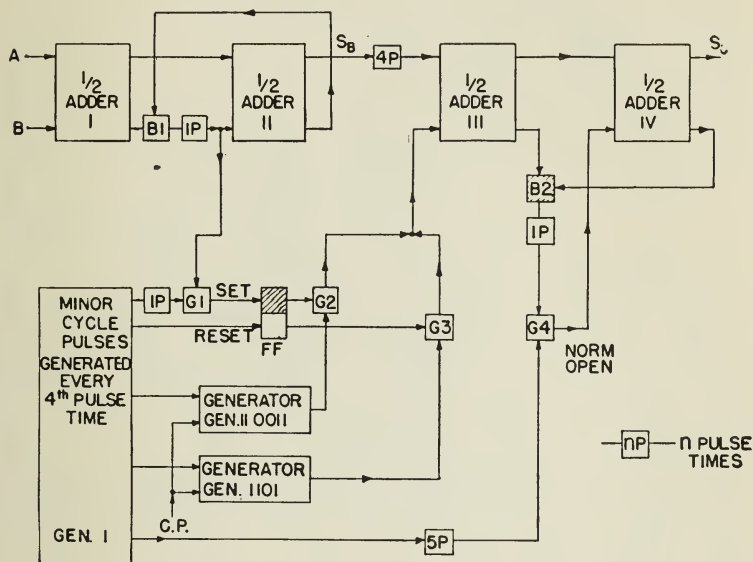 A
B
1/2
ADDER
I
B1
1P
1/2
ADDER
II
SB
4P
1/2
ADDER
III
B2
1P
1/2
ADDER
IV
MINOR
CYCLE
PULSES
GENERATED
EVERY
4th PULSE
TIME
GEN. 1
1P
G1
SET
RESET
FF
G2
G3
G4
NORM
OPEN
GENERATOR
GEN. 11 0011
GENERATOR
GEN. 1101
C.P.
5P
nP
n PULSE
TIMES